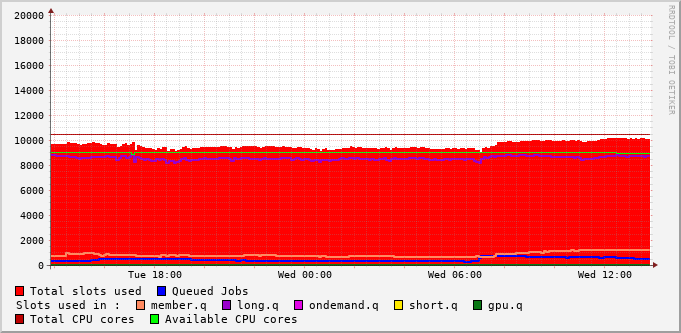 RRDTOOL / TOBI OETIKER
20000
18000
16000
14000
12000
10000
8000
6000
4000
2000
0
Tue 18:00 Wed 00:00 Wed 06:00 Wed 12:00
Total slots used Queued Jobs
Slots used in : member.q long.q ondemand.q short.q gpu.q
Total CPU cores Available CPU cores